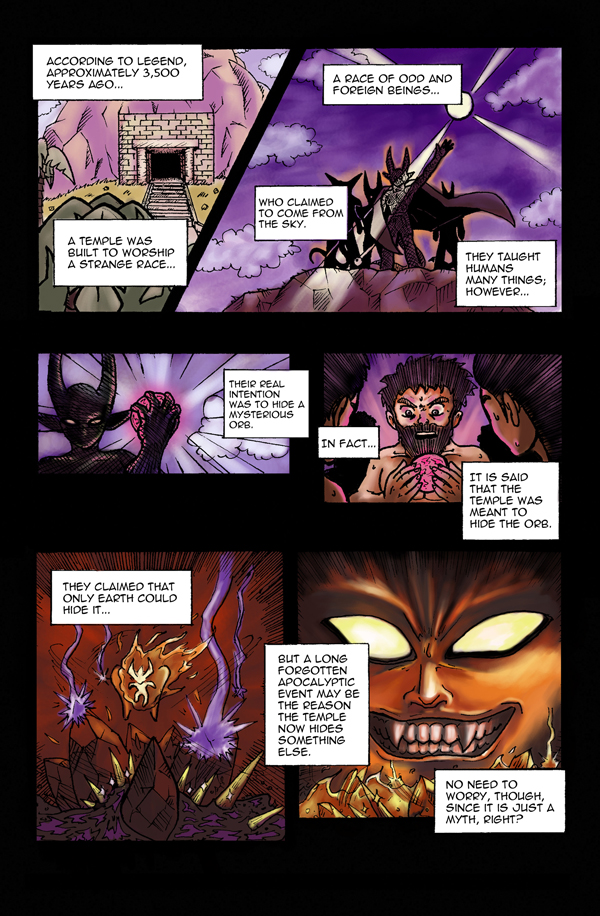 ACCORDING TO LEGEND,
APPROXIMATELY 3,500
YEARS AGO...
A TEMPLE WAS
BUILT TO WORSHIP
A STRANGE RACE...
A RACE OF ODD AND
FOREIGN BEINGS...
WHO CLAIMED
TO COME FROM
THE SKY.
THEY TAUGHT
HUMANS
MANY THINGS;
HOWEVER...
THEIR REAL
INTENTION
WAS TO HIDE A
MYSTERIOUS
ORB.
IN FACT...
IT IS SAID
THAT THE
TEMPLE WAS
MEANT TO
HIDE THE ORB.
THEY CLAIMED THAT
ONLY EARTH COULD
HIDE IT...
BUT A LONG
FORGOTTEN
APOCALYPTIC
EVENT MAY BE
THE REASON
THE TEMPLE
NOW HIDES
SOMETHING
ELSE.
NO NEED TO
WORRY, THOUGH,
SINCE IT IS JUST A
MYTH, RIGHT?